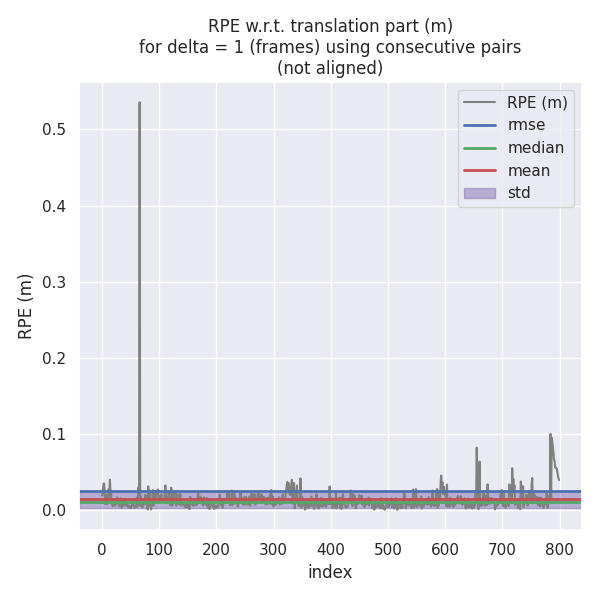 RPE w.r.t. translation part (m)
for delta = 1 (frames) using consecutive pairs
(not aligned)
RPE (m)
rmse
median
mean
std
0.5
0.4
0.3
0.2
0.1
0.0
RPE (m)
0 100 200 300 400 500 600 700 800
index